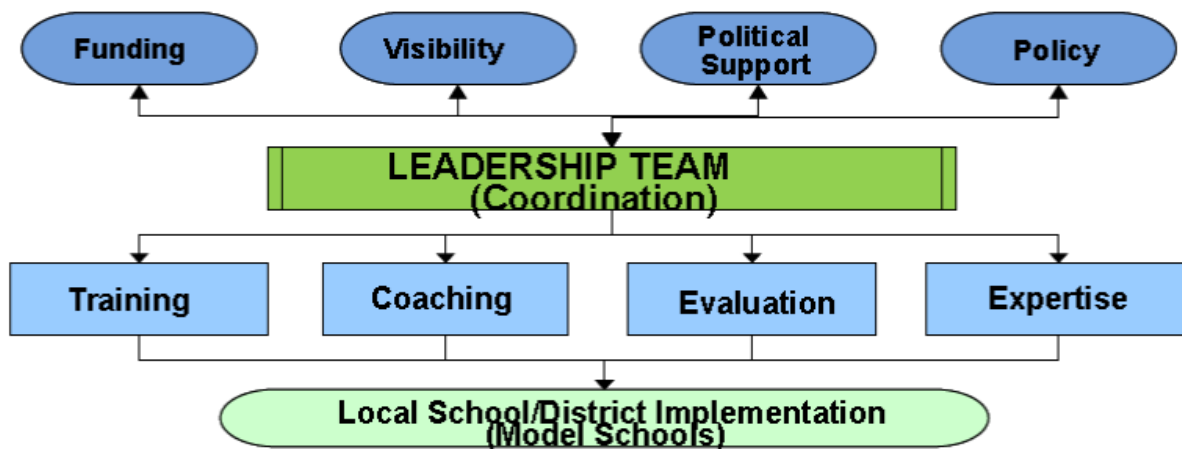 Funding
Visibility
Political
Support
Policy
LEADERSHIP TEAM
(Coordination)
Training
Coaching
Evaluation
Expertise
Local School/District Implementation
(Model Schools)